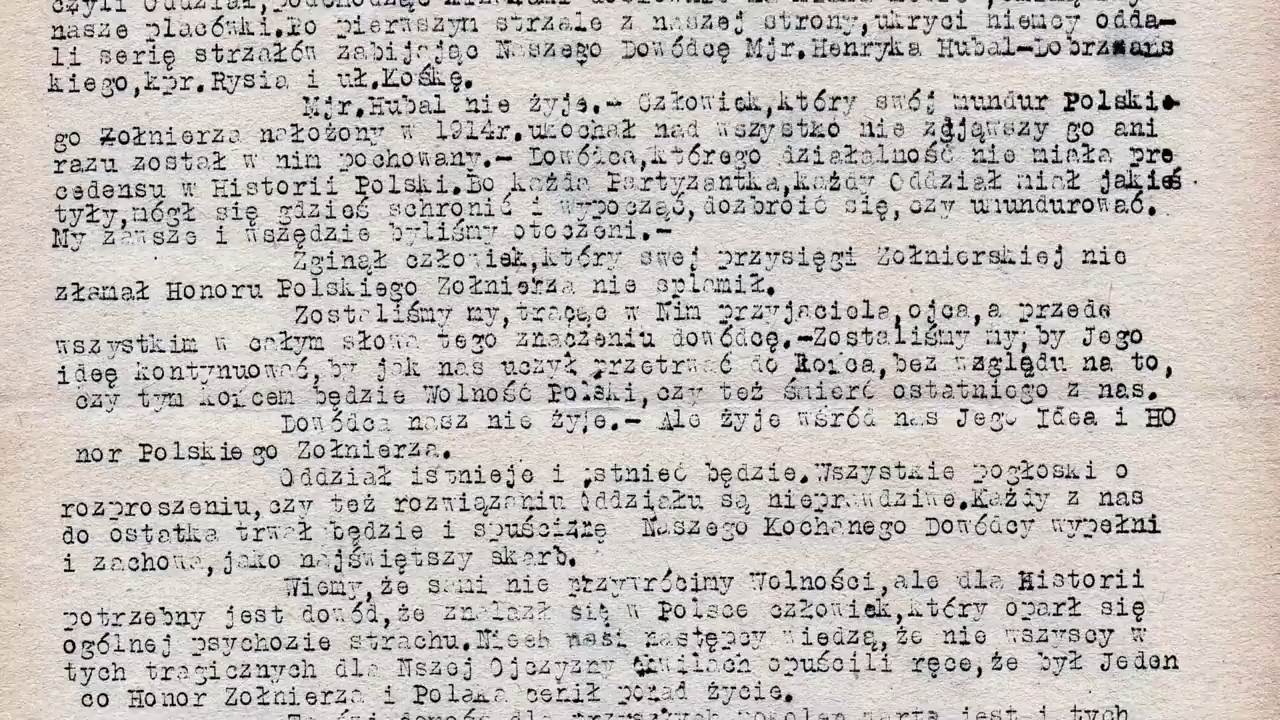 czyli Oddział,podchodząc
nasze placówki.Po pierwszym strzale z naszej strony,ukryci niemcy odda-
li serię strzałów zabijając Naszego Dowódcę Mjr.Henryka Hubal-Dobrzańs
kiego,kpr.Rysia i uł.Kośkę.
Mjr.Hubal nie żyje.- Człowiek,który swój mundur Polskie
go Żołnierza nałożony w 1914r.ukochał nad wszystko nie zdjąwszy go ani
razu został w nim pochowany.- Dowódca,którego działalność nie miała pre
cedensu w Historii Polski.Bo każda Partyzantka,każdy Oddział miał jakieś
tyły,mógł się gdzieś schronić i wypocząć,dozbroić się,czy umundurować.
My zawsze i wszędzie byliśmy otoczeni.-
Zginął człowiek,który swej przysięgi Żołnierskiej nie
złamał Honoru Polskiego Żołnierza nie splamił.
Zostaliśmy my,tracąc w Nim przyjaciela,ojca,a przede
wszystkim w całym słowa tego znaczeniu dowódcę.-Zostaliśmy my,by Jego
ideę kontynuować,by jak nas uczył przetrwać do końca,bez względu na to,
czy tym końcem będzie Wolność Polski,czy też śmierć ostatniego z nas.
Dowódca nasz nie żyje.- Ale żyje wśród nas Jego Idea i HO
nor Polskiego Żołnierza.
Oddział istnieje i istnieć będzie.Wszystkie pogłoski o
rozproszeniu,czy też rozwiązaniu Oddziału są nieprawdziwe.Każdy z nas
do ostatka trwał będzie i spuściznę Naszego Kochanego Dowódcy wypełni
i zachowa,jako najświętszy skarb.
Wiemy,że sami nie przywrócimy Wolności,ale dla Historii
potrzebny jest dowód,że znalazł się w Polsce człowiek,który oparł się
ogólnej psychozie strachu.Niech nasi następcy wiedzą,że nie wszyscy w
tych tragicznych dla Nszej Ojczyzny chwilach opuścili ręce,że był Jeden
co Honor Żołnierza i Polaka cenił ponad życie.
dla przyszłych pokoleń warta jest i tych